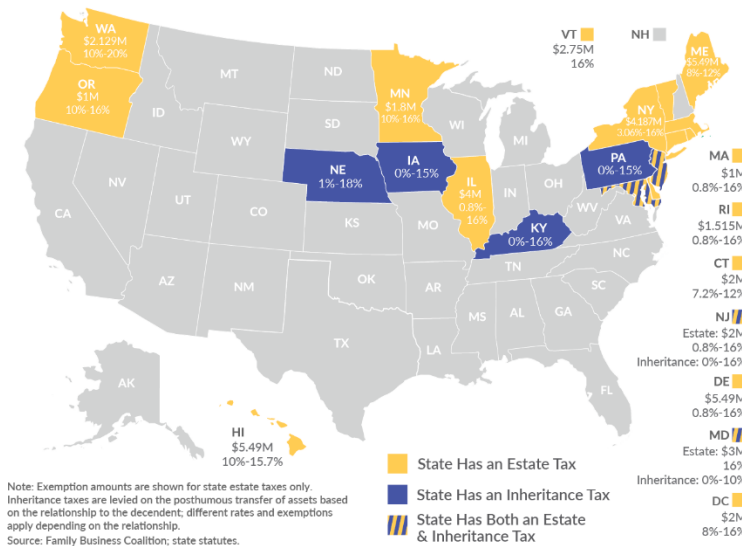 WA
$2.129M
10%-20%
OR
$1M
10%-16%
CA
NV
ID
MT
WY
UT
AZ
CO
NM
ND
SD
NE
1%-18%
KS
OK
TX
MN
$1.8M
10%-16%
IA
0%-15%
MO
AR
LA
WI
IL
$4M
0.8%-
16%
MI
IN
OH
KY
0%-16%
TN
MS
AL
GA
FL
SC
NC
VA
WV
PA
0%-15%
NY
$4.187M
3.06%-16%
VT
$2.75M
16%
NH
ME
$5.49M
8%-12%
MA
$1M
0.8%-16%
RI
$1.515M
0.8%-16%
CT
$2M
7.2%-12%
NJ
Estate: $2M
0.8%-16%
Inheritance: 0%-16%
DE
$5.49M
0.8%-16%
MD
Estate: $3M
16%
Inheritance: 0%-10%
DC
$2M
8%-16%
AK
HI
$5.49M
10%-15.7%
State Has an Estate Tax
State Has an Inheritance Tax
State Has Both an Estate
& Inheritance Tax
Note: Exemption amounts are shown for state estate taxes only.
Inheritance taxes are levied on the posthumous transfer of assets based
on the relationship to the decendent; different rates and exemptions
apply depending on the relationship.
Source: Family Business Coalition; state statutes.